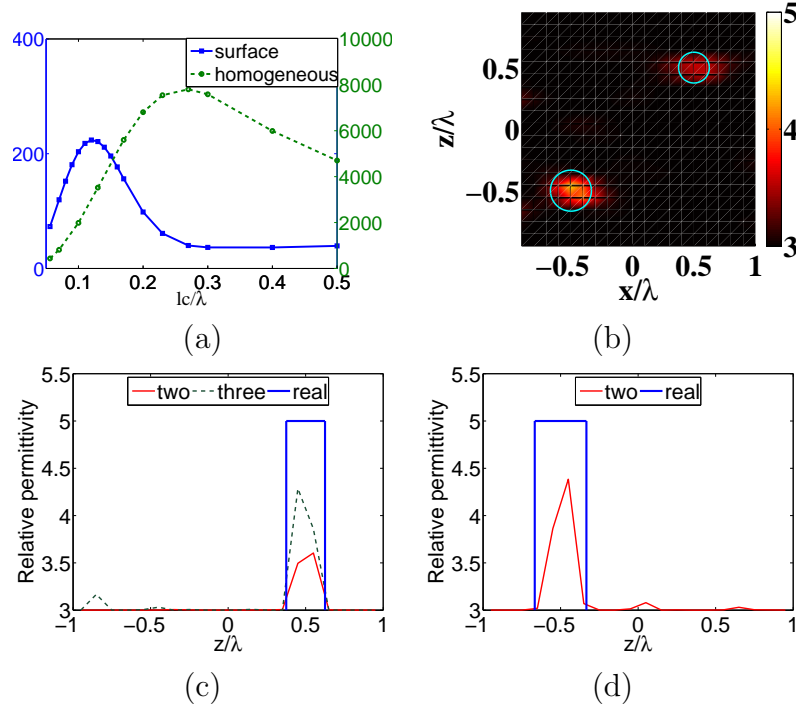 400
200
0
surface
homogeneous
10000
8000
6000
4000
2000
0
0.1 0.2 0.3 0.4 0.5
lc/λ
(a)
z/λ
0.5
0
−0.5
−0.5 0 0.5 1
x/λ
5
4
3
(b)
Relative permittivity
5.5
5
4.5
4
3.5
3
two three real
−1 −0.5 0 0.5 1
z/λ
(c)
Relative permittivity
5.5
5
4.5
4
3.5
3
two real
−1 −0.5 0 0.5 1
z/λ
(d)